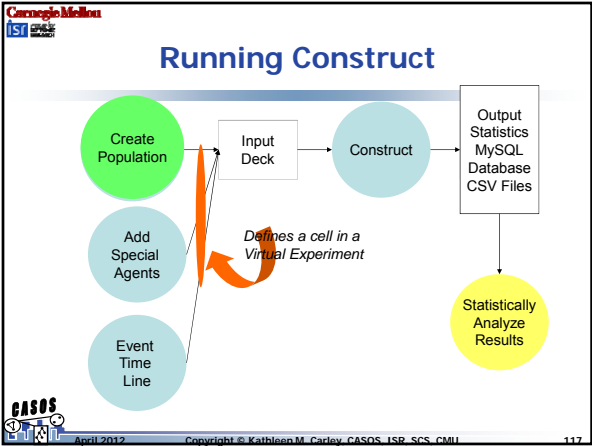 Carnegie Mellon
isr
Running Construct
Create
Population
Input
Deck
Construct
Output
Statistics
MySQL
Database
CSV Files
Add
Special
Agents
Defines a cell in a
Virtual Experiment
Event
Time
Line
Statistically
Analyze
Results
CASOS
April 2012 Copyright © Kathleen M. Carley, CASOS, ISR, SCS, CMU 117